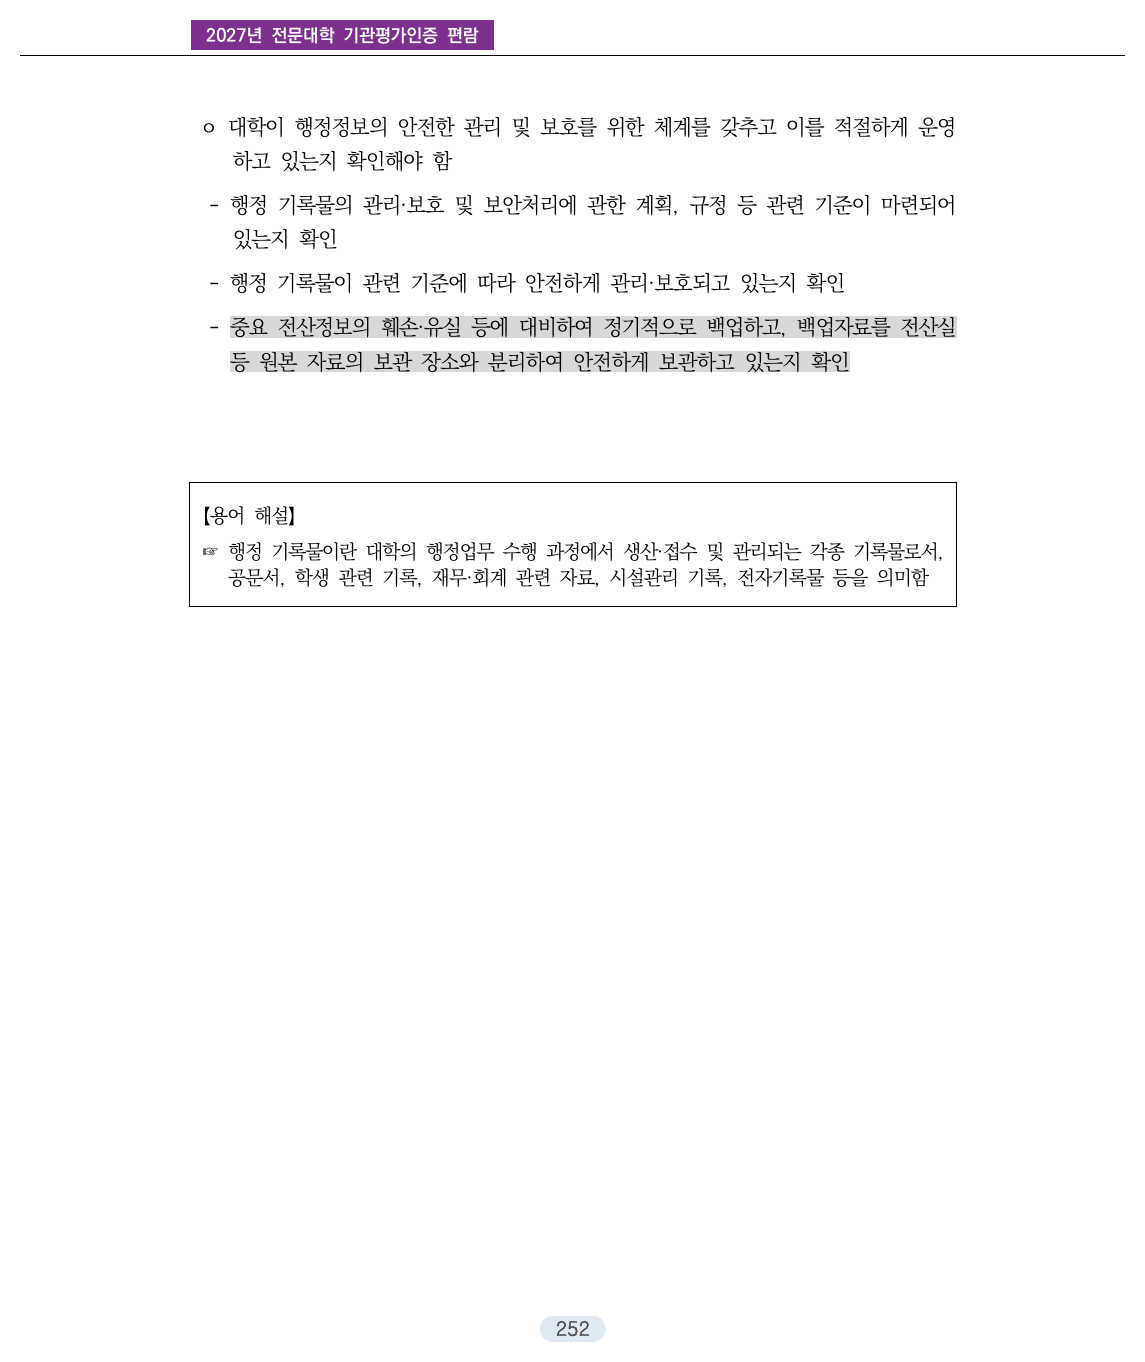 2027년 전문대학 기관평가인증 편람
ㅇ 대학이 행정정보의 안전한 관리 및 보호를 위한 체계를 갖추고 이를 적절하게 운영
하고 있는지 확인해야 함
- 행정 기록물의 관리·보호 및 보안처리에 관한 계획, 규정 등 관련 기준이 마련되어
있는지 확인
- 행정 기록물이 관련 기준에 따라 안전하게 관리·보호되고 있는지 확인
- 중요 전산정보의 훼손·유실 등에 대비하여 정기적으로 백업하고, 백업자료를 전산실
등 원본 자료의 보관 장소와 분리하여 안전하게 보관하고 있는지 확인
【용어 해설】
☞ 행정 기록물이란 대학의 행정업무 수행 과정에서 생산·접수 및 관리되는 각종 기록물로서,
공문서, 학생 관련 기록, 재무·회계 관련 자료, 시설관리 기록, 전자기록물 등을 의미함
252